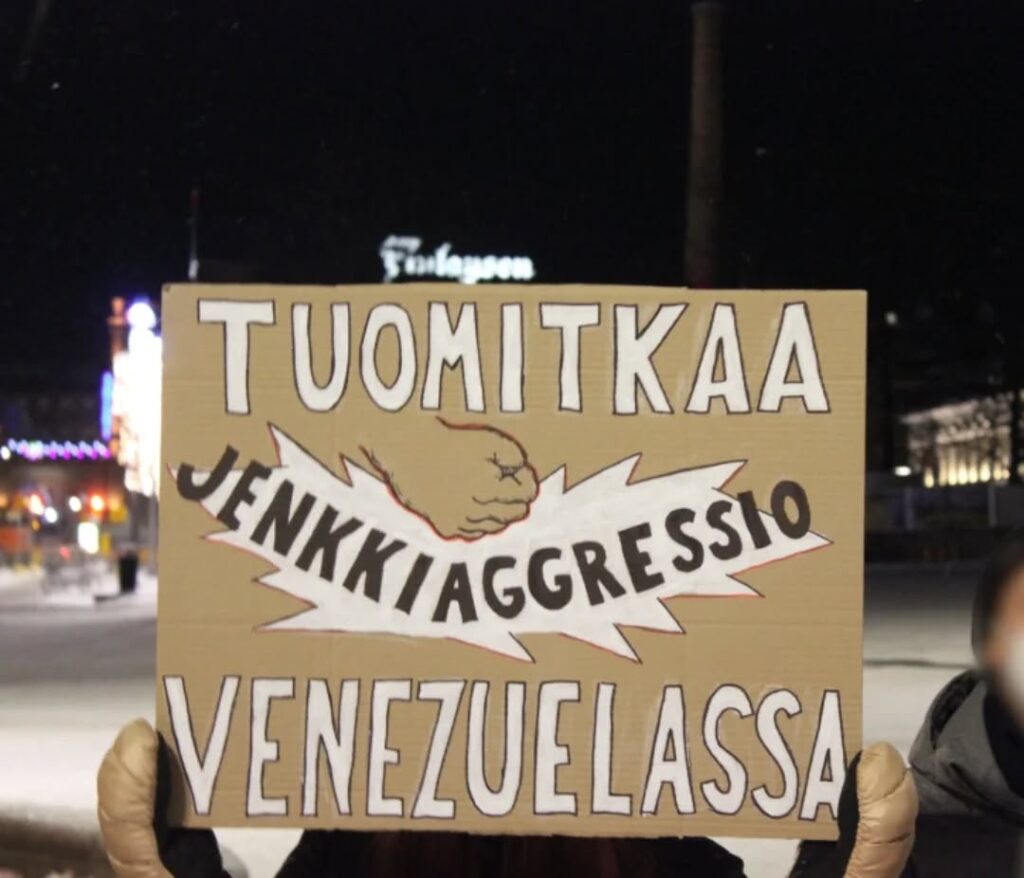 Finlayson
TUOMITKAA
JENKKIAGGRESSIO
VENEZUELASSA